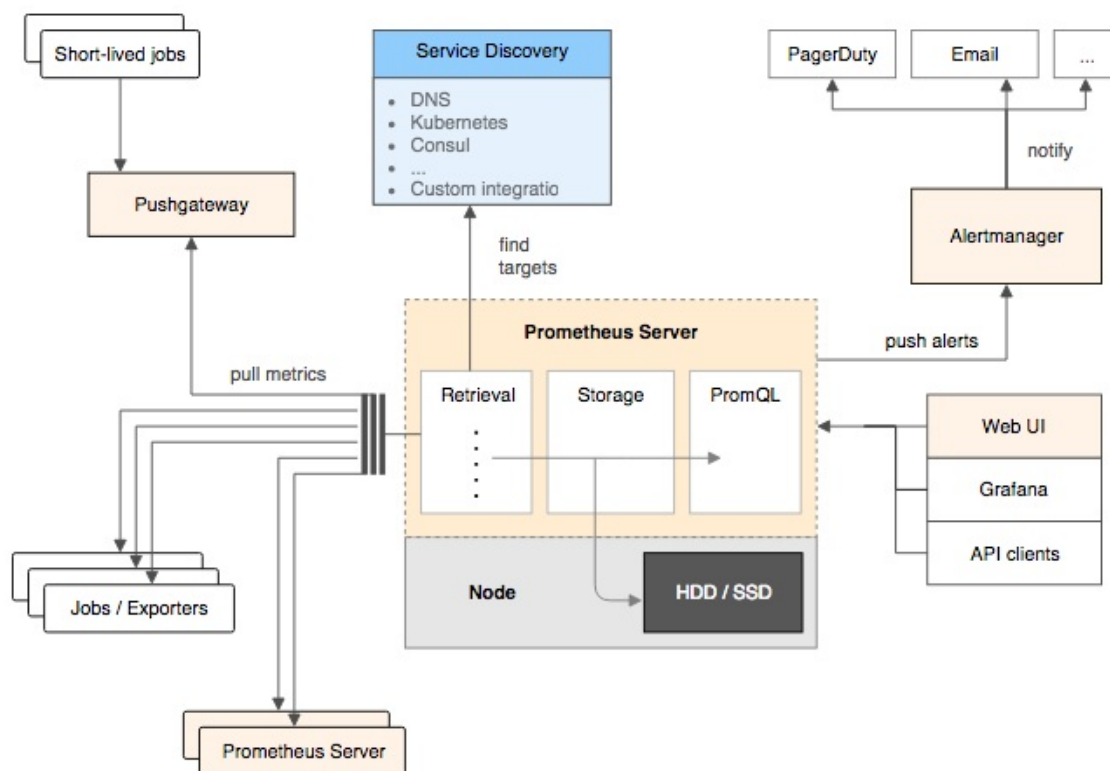 Short-lived jobs
Service Discovery
• DNS
• Kubernetes
• Consul
• ...
• Custom integratio
PagerDuty
Email
...
notify
Pushgateway
Alertmanager
find
targets
Prometheus Server
push alerts
pull metrics
Retrieval
Storage
PromQL
Web UI
Grafana
API clients
Node
HDD / SSD
Jobs / Exporters
Prometheus Server